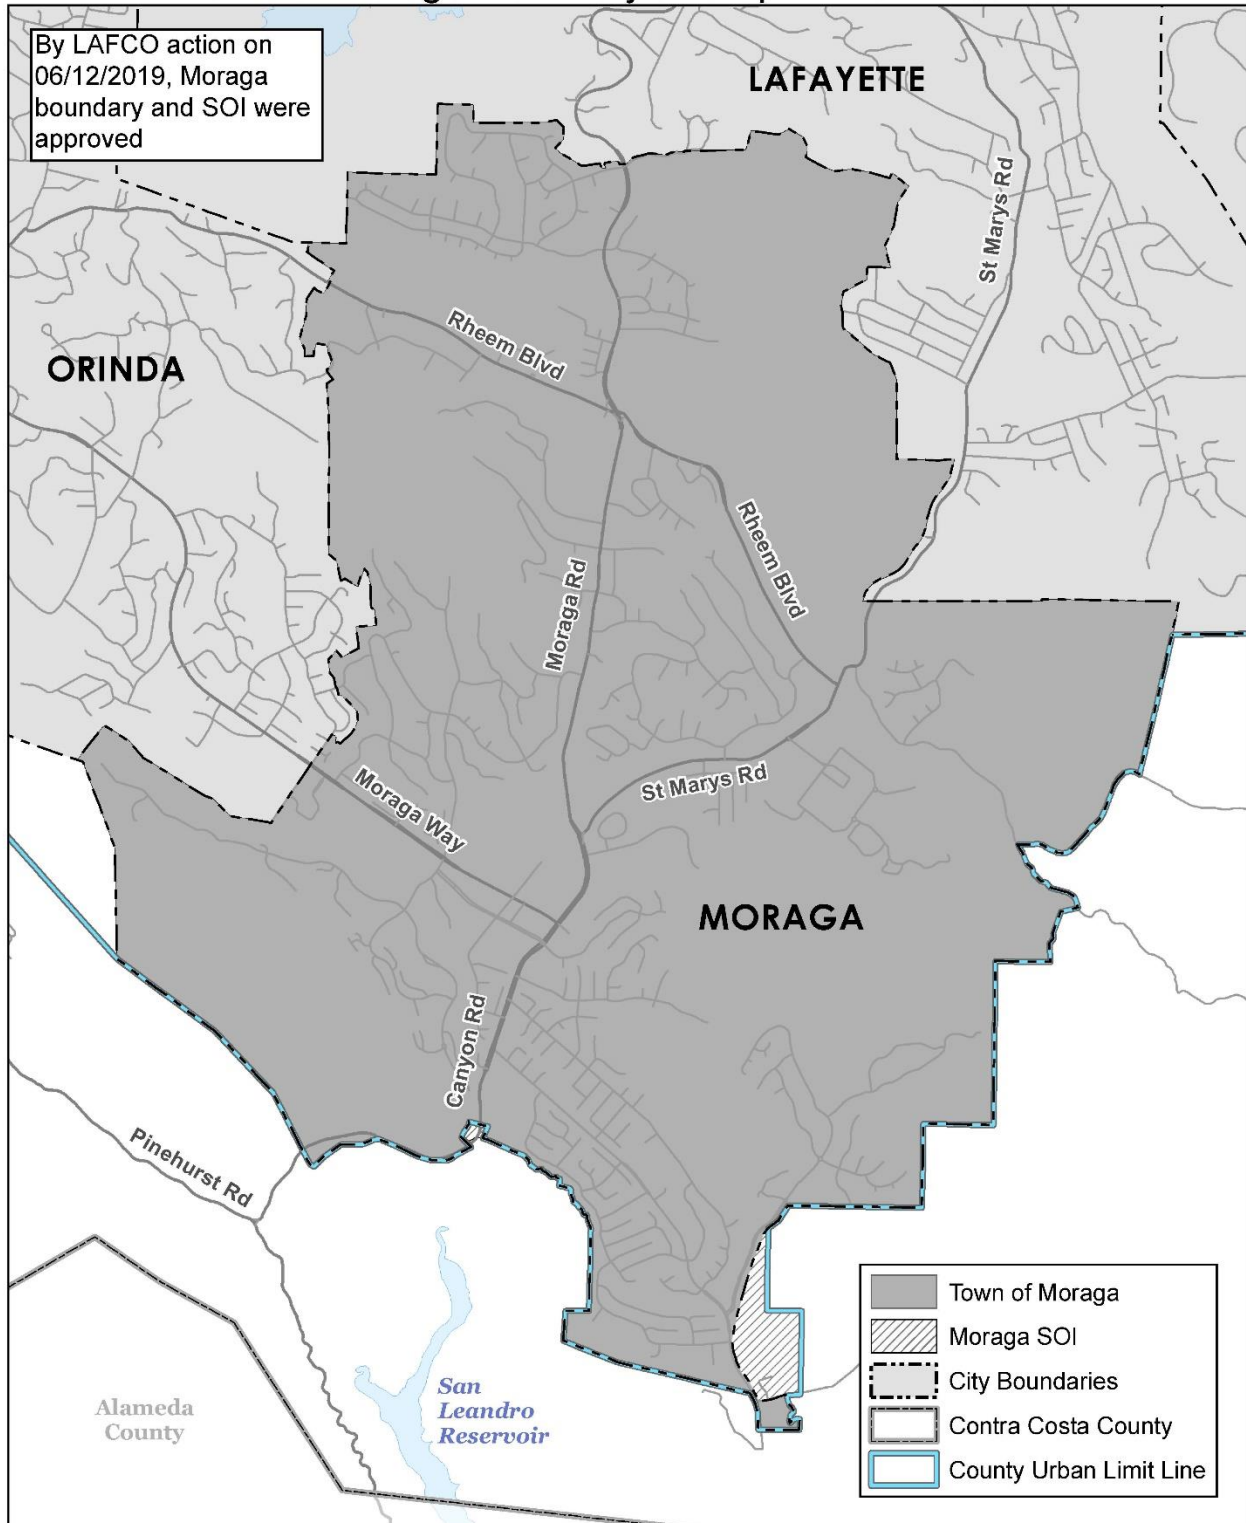 By LAFCO action on
06/12/2019, Moraga
boundary and SOI were
approved
LAFAYETTE
St Marys Rd
ORINDA
Rheem Blvd
Rheem Blvd
Moraga Rd
St Marys Rd
Moraga Way
MORAGA
Canyon Rd
Pinehurst Rd
Alameda
County
San
Leandro
Reservoir
Town of Moraga
Moraga SOI
City Boundaries
Contra Costa County
County Urban Limit Line